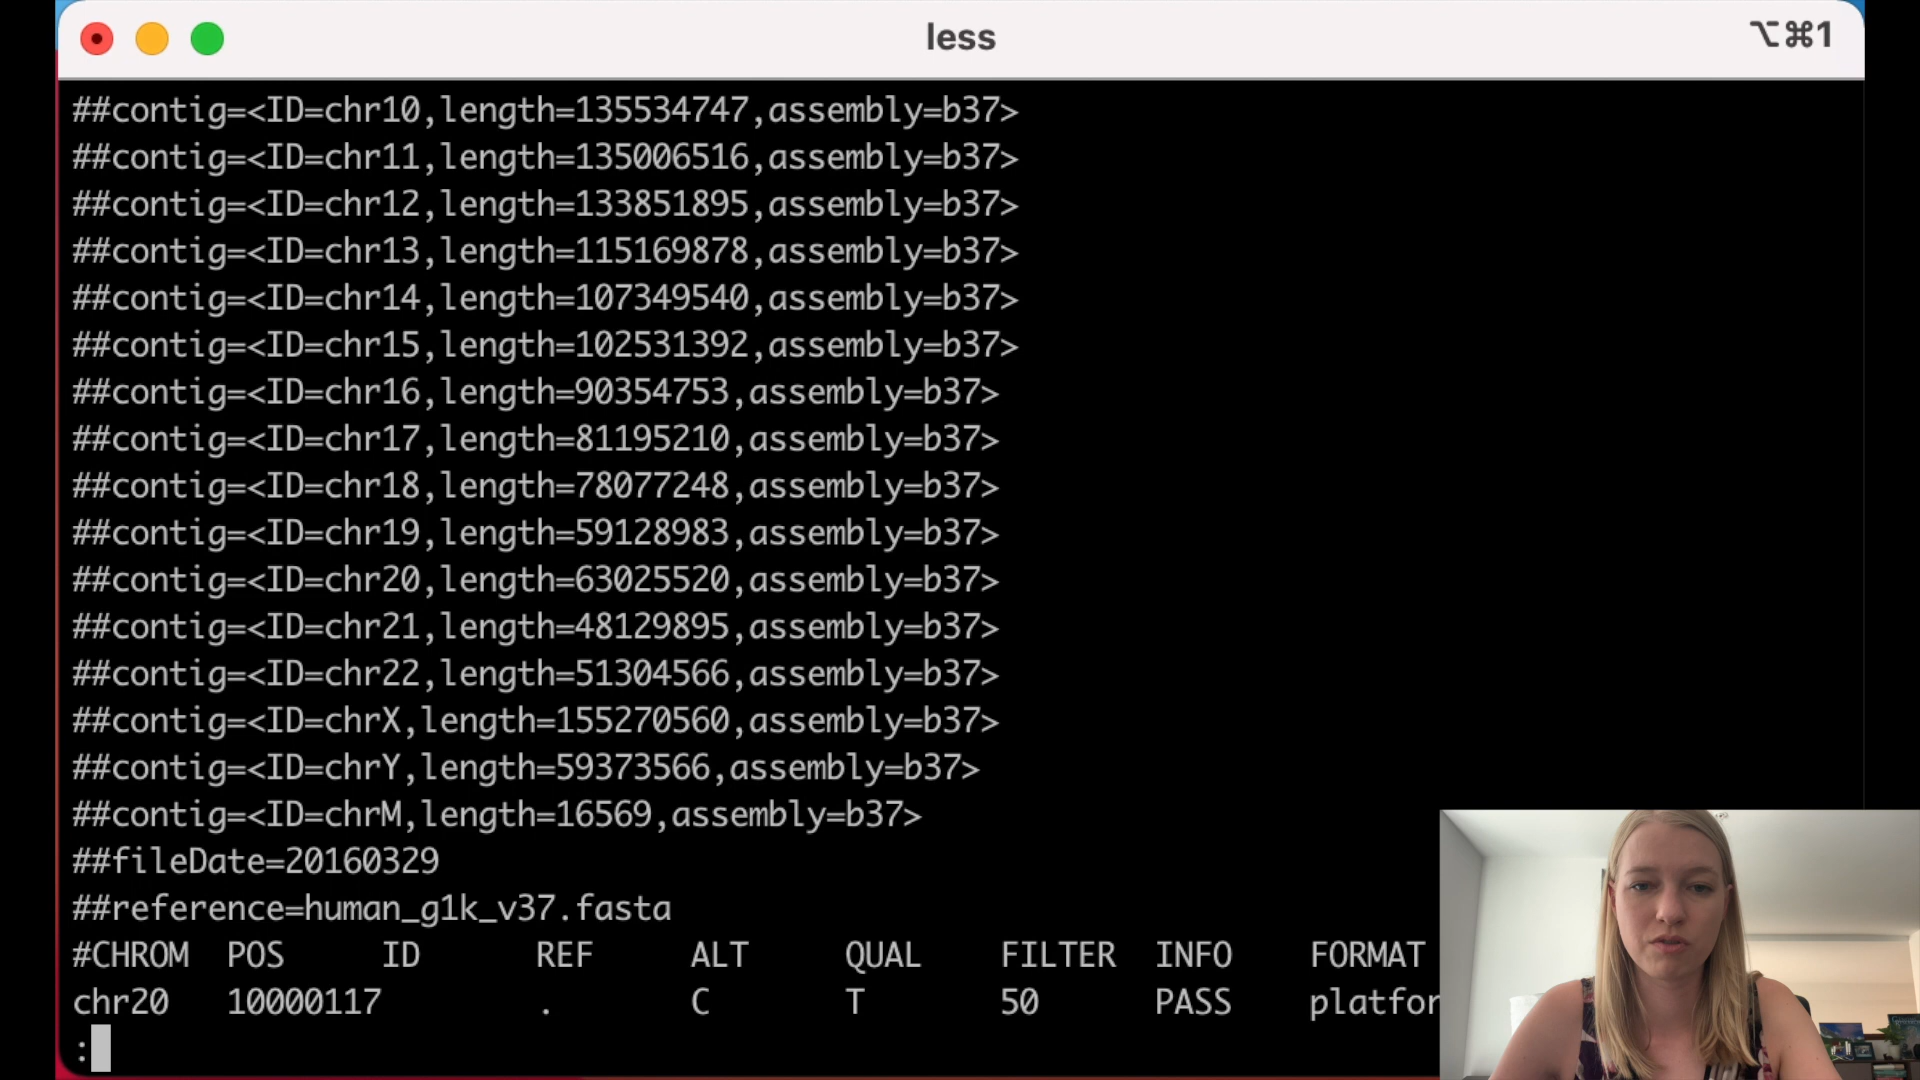 less
⌥⌘1
##contig=<ID=chr10,length=135534747,assembly=b37>
##contig=<ID=chr11,length=135006516,assembly=b37>
##contig=<ID=chr12,length=133851895,assembly=b37>
##contig=<ID=chr13,length=115169878,assembly=b37>
##contig=<ID=chr14,length=107349540,assembly=b37>
##contig=<ID=chr15,length=102531392,assembly=b37>
##contig=<ID=chr16,length=90354753,assembly=b37>
##contig=<ID=chr17,length=81195210,assembly=b37>
##contig=<ID=chr18,length=78077248,assembly=b37>
##contig=<ID=chr19,length=59128983,assembly=b37>
##contig=<ID=chr20,length=63025520,assembly=b37>
##contig=<ID=chr21,length=48129895,assembly=b37>
##contig=<ID=chr22,length=51304566,assembly=b37>
##contig=<ID=chrX,length=155270560,assembly=b37>
##contig=<ID=chrY,length=59373566,assembly=b37>
##contig=<ID=chrM,length=16569,assembly=b37>
##fileDate=20160329
##reference=human_g1k_v37.fasta
#CHROM POS ID REF ALT QUAL FILTER INFO FORMAT
chr20 10000117 . C T 50 PASS platfor
: